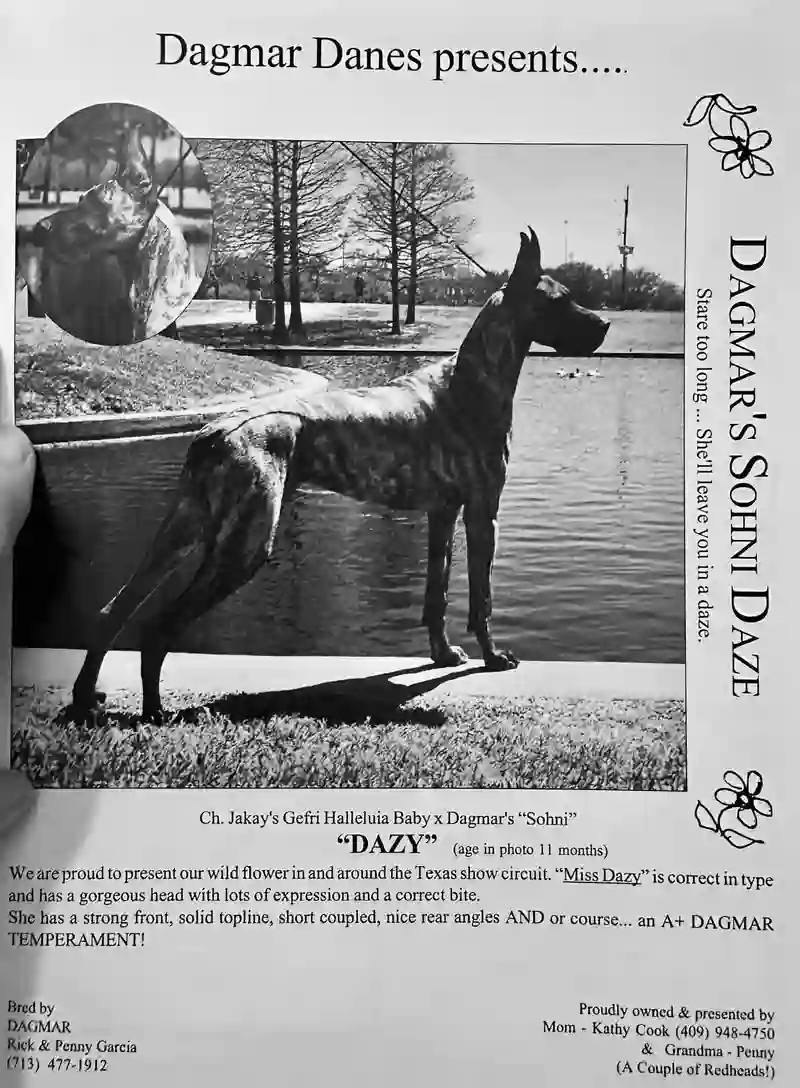 Dagmar Danes presents.....
DAGMAR'S SOHNI DAZE
Stare too long ... She'll leave you in a daze.
Ch. Jakay's Gefri Halleluia Baby x Dagmar's “Sohni”
“DAZY” (age in photo 11 months)
We are proud to present our wild flower in and around the Texas show circuit. “Miss Dazy” is correct in type
and has a gorgeous head with lots of expression and a correct bite.
She has a strong front, solid topline, short coupled, nice rear angles AND or course... an A+ DAGMAR
TEMPERAMENT!
Bred by
DAGMAR
Rick & Penny Garcia
(713) 477-1912
Proudly owned & presented by
Mom - Kathy Cook (409) 948-4750
& Grandma - Penny
(A Couple of Redheads!)